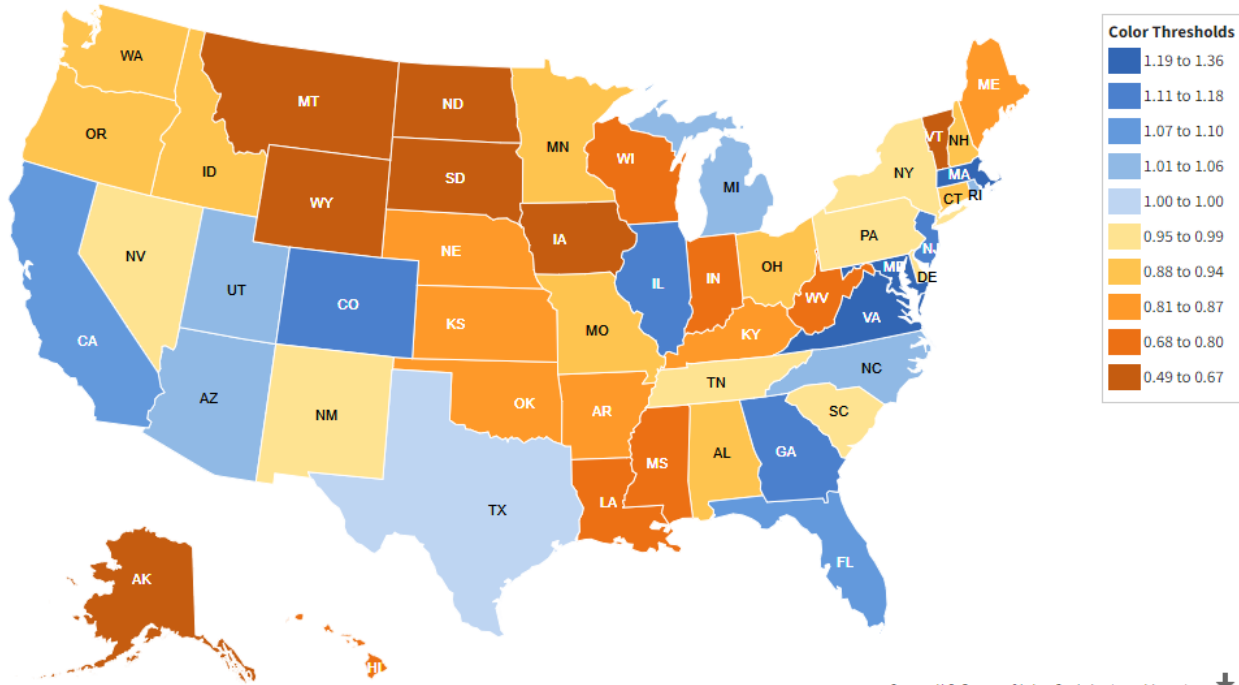 WA
MT
ND
ME
OR
MN
VT
NH
ID
WI
NY
MA
SD
MI
CT
RI
WY
IA
PA
NV
NE
OH
N
DE
UT
IL
IN
WV
CO
VA
CA
KS
MO
KY
NC
AZ
TN
NM
OK
AR
SC
AL
GA
MS
TX
LA
FL
AK
HI
Color Thresholds
1.19 to 1.36
1.11 to 1.18
1.07 to 1.10
1.01 to 1.06
1.00 to 1.00
0.95 to 0.99
0.88 to 0.94
0.81 to 0.87
0.68 to 0.80
0.49 to 0.67